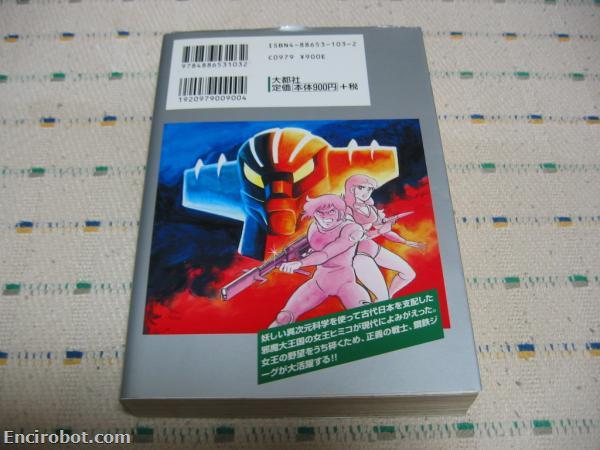 ISBN4-88653-103-2
C0979 ¥900E
9784886531032
1920979009004
大都社
定価 本体900円 +税
妖しい異次元科学を使って古代日本を支配した
邪魔大王国の女王ヒミコが現代によみがえった。
女王の野望をうち砕くため、正義の戦士、鋼鉄ジ
ーグが大活躍する!!
Encirobot.com